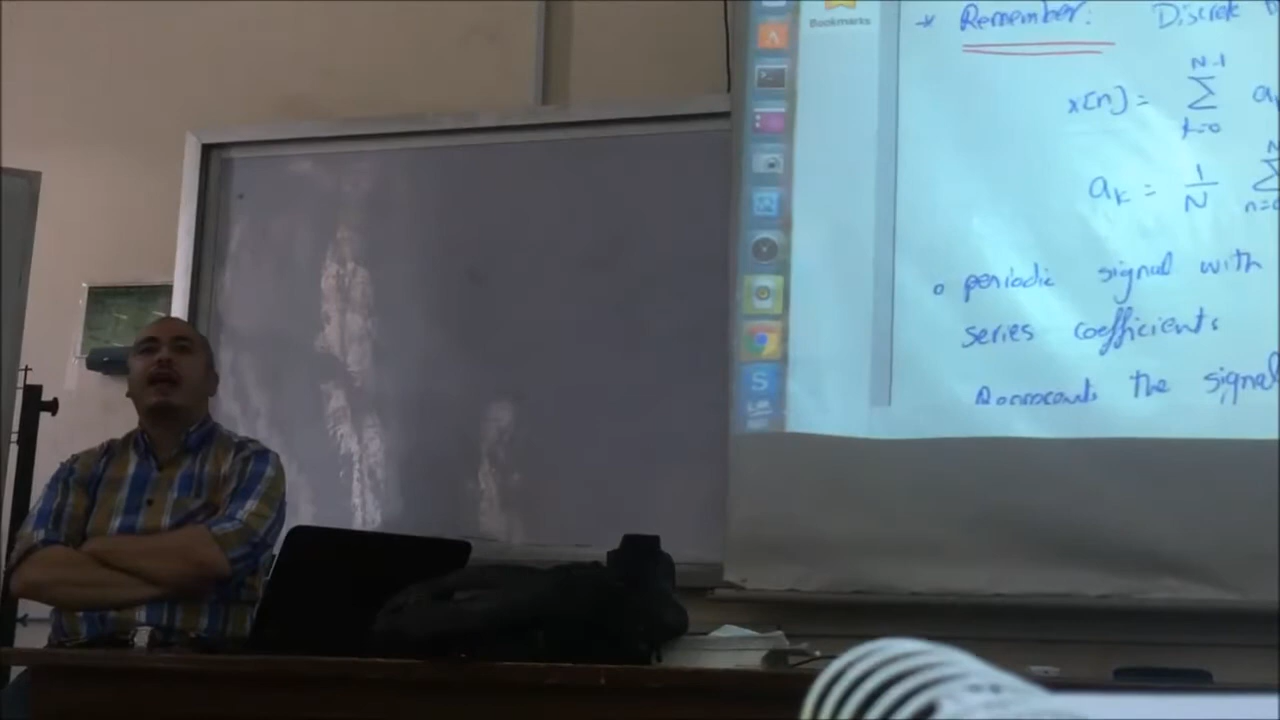 Bookmarks
* Remember: Discrete
x[n] = Σ N-1 k=0 a
a_k = 1/N Σ n=
o periodic signal with
series coefficients
the signal